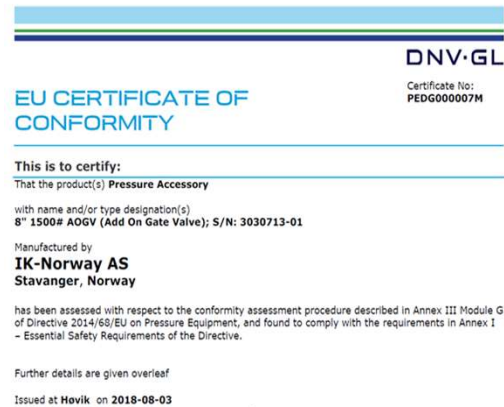 DNV·GL
Certificate No:
PEDG000007M
EU CERTIFICATE OF
CONFORMITY
This is to certify:
That the product(s) Pressure Accessory
with name and/or type designation(s)
8" 1500# AOGV (Add On Gate Valve); S/N: 3030713-01
Manufactured by
IK-Norway AS
Stavanger, Norway
has been assessed with respect to the conformity assessment procedure described in Annex III Module G
of Directive 2014/68/EU on Pressure Equipment, and found to comply with the requirements in Annex I
– Essential Safety Requirements of the Directive.
Further details are given overleaf
Issued at Høvik on 2018-08-03